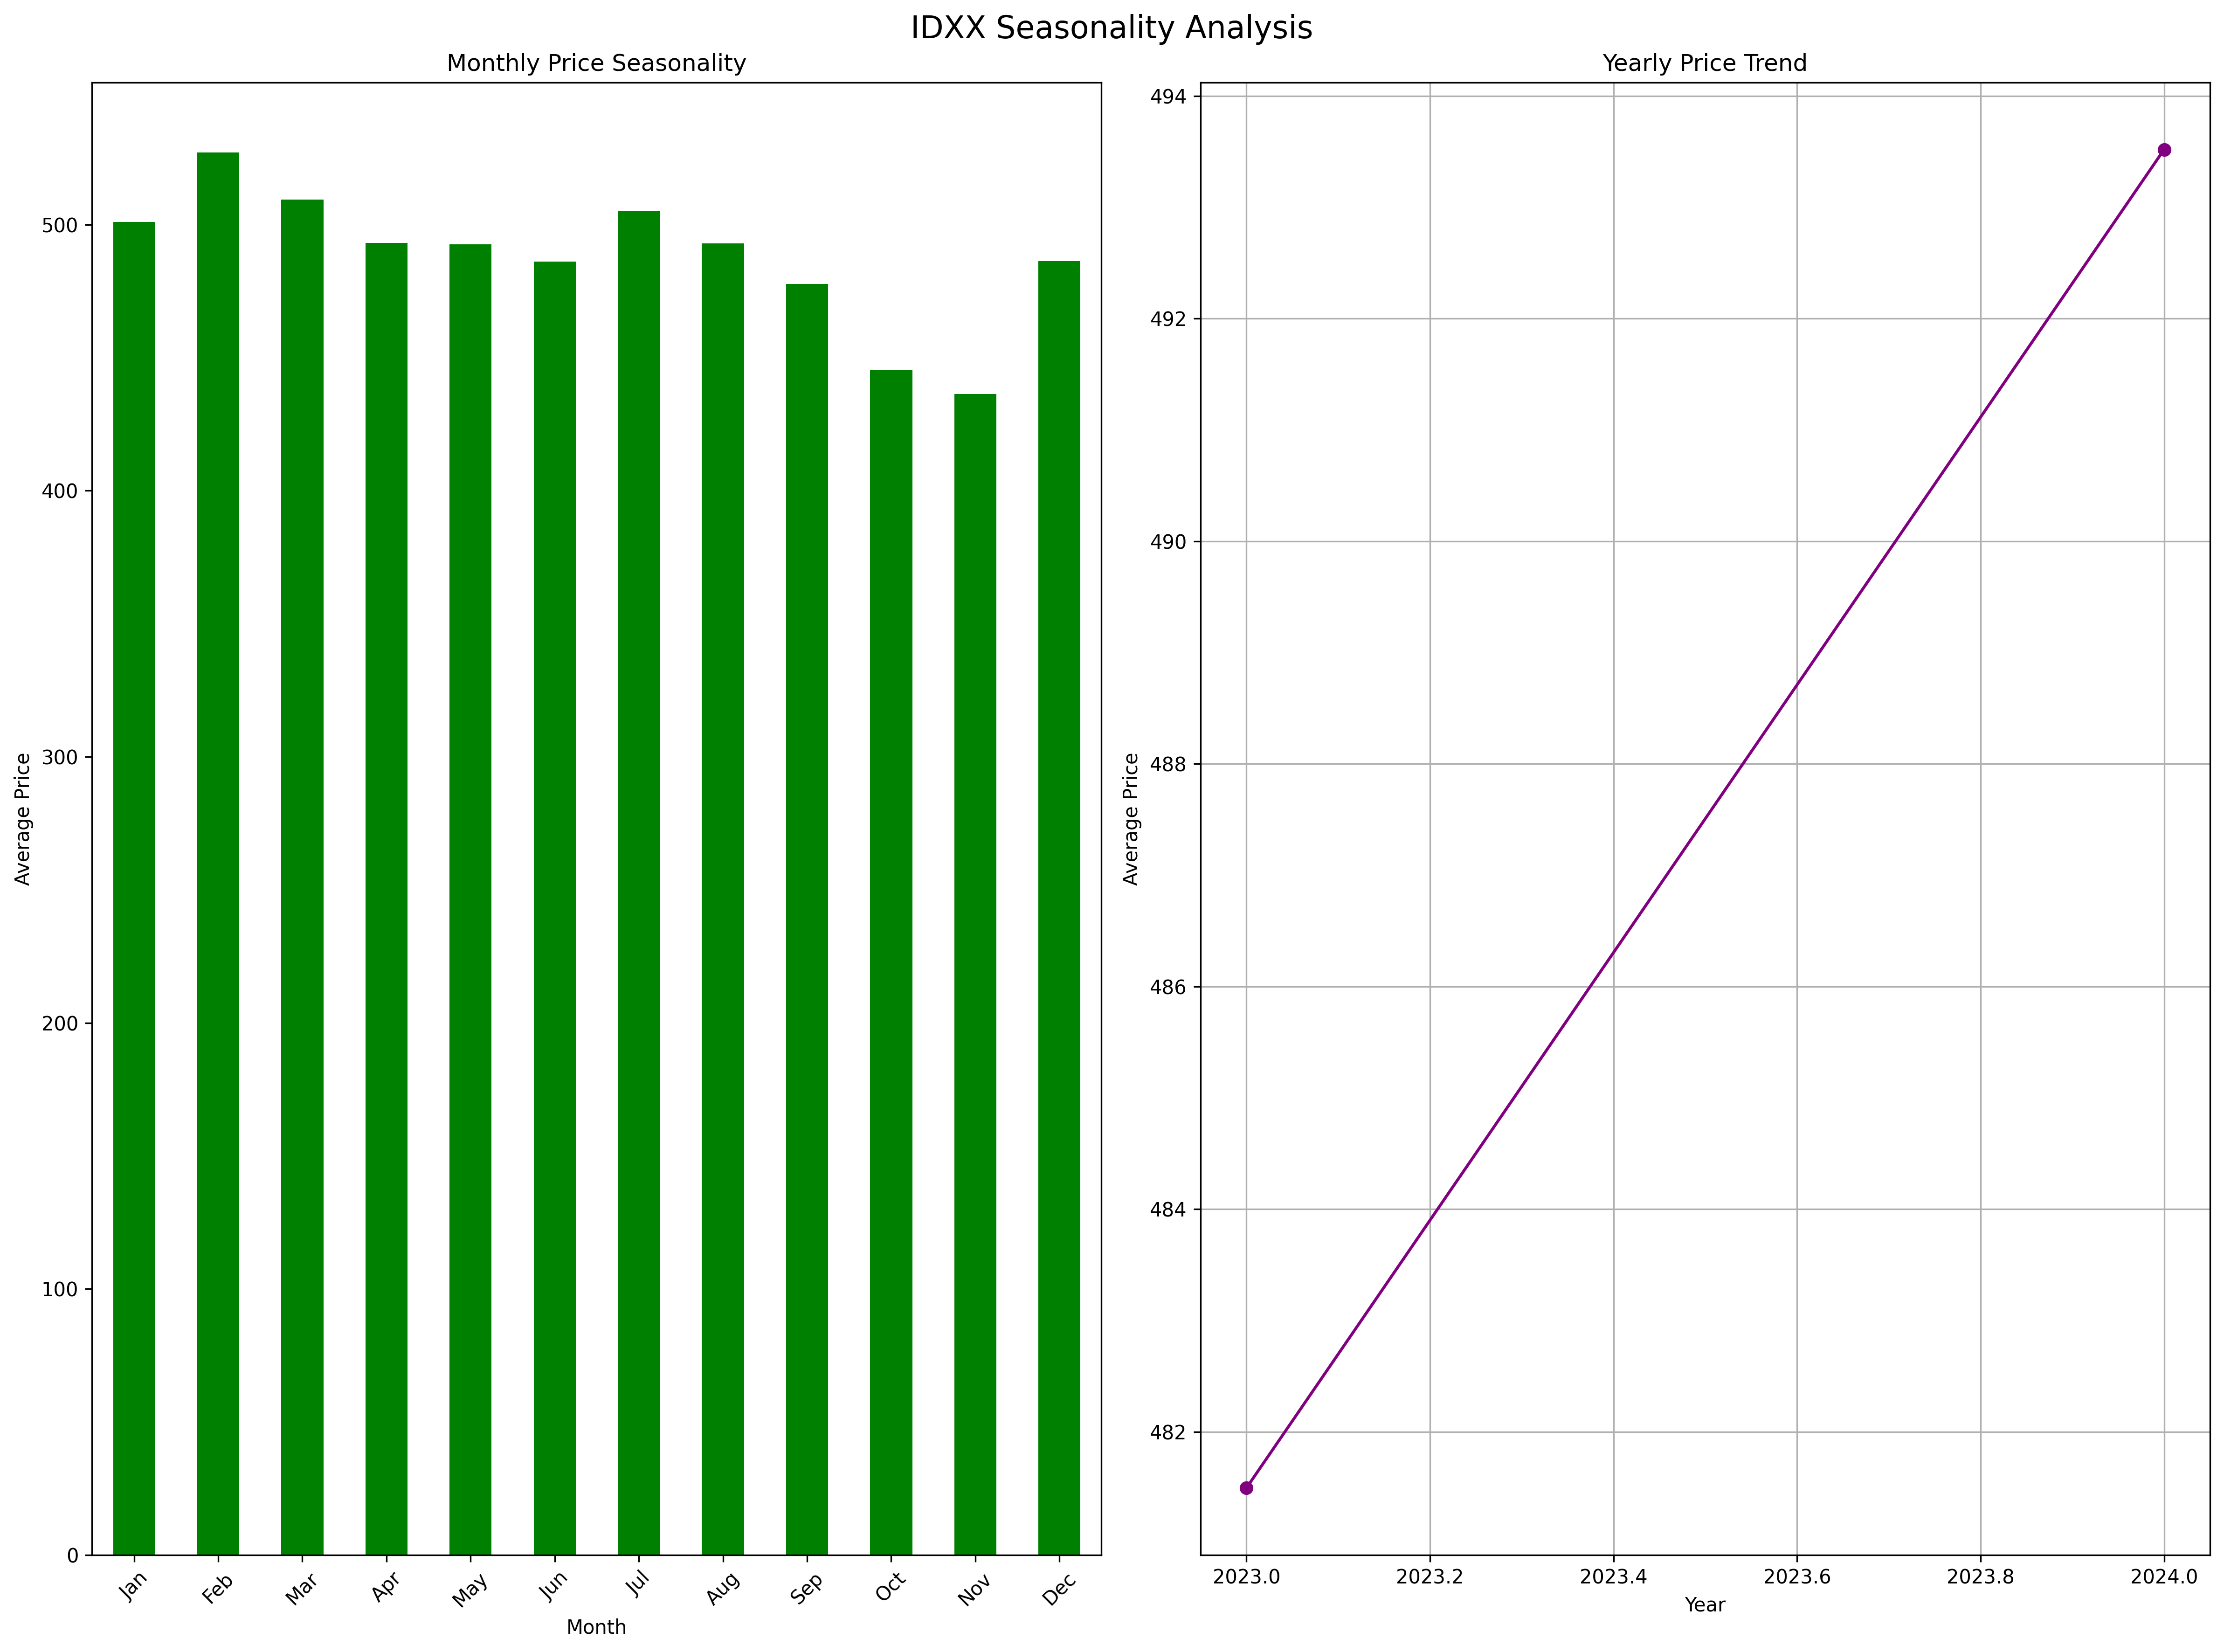 IDXX Seasonality Analysis
Monthly Price Seasonality
Average Price
500
400
300
200
100
0
Jan Feb Mar Apr May Jun Jul Aug Sep Oct Nov Dec
Month
Yearly Price Trend
Average Price
494
492
490
488
486
484
482
2023.0 2023.2 2023.4 2023.6 2023.8 2024.0
Year